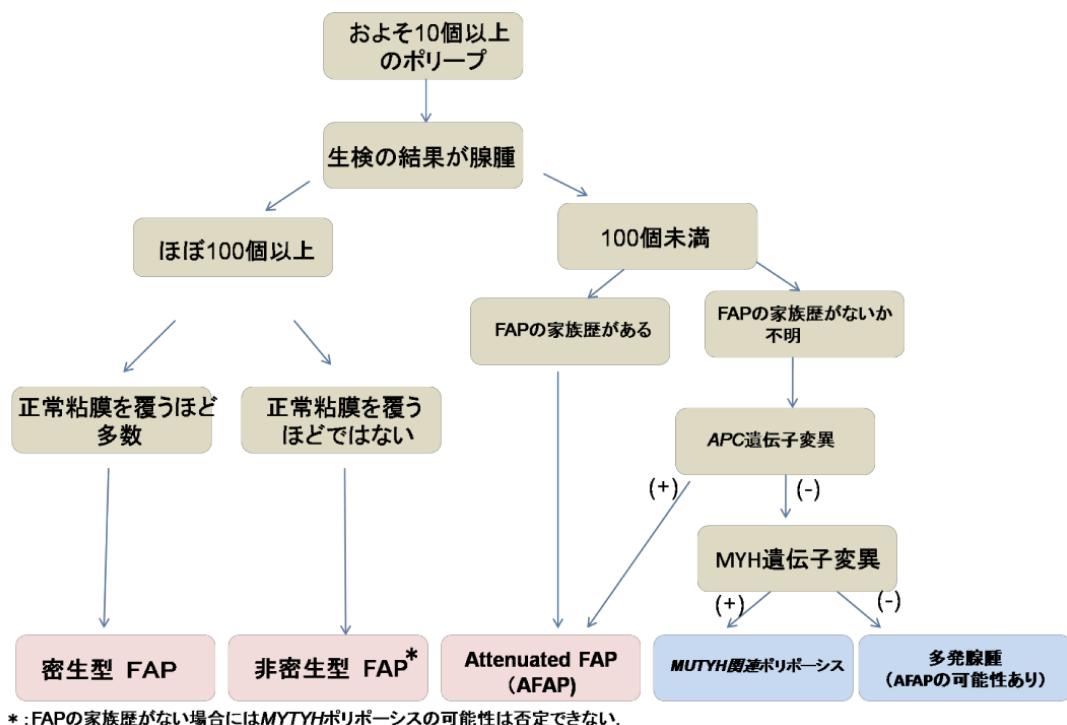 およそ10個以上
のポリープ
生検の結果が腺腫
ほぼ100個以上
100個未満
FAPの家族歴がある
FAPの家族歴がないか
不明
正常粘膜を覆うほど
多数
正常粘膜を覆う
ほどではない
APC遺伝子変異
(+)
(-)
MYH遺伝子変異
(+)
(-)
密生型 FAP
非密生型 FAP*
Attenuated FAP
(AFAP)
MUTYH関連ポリポーシス
多発腺腫
(AFAPの可能性あり)
*:FAPの家族歴がない場合にはMYTYHポリポーシスの可能性は否定できない.